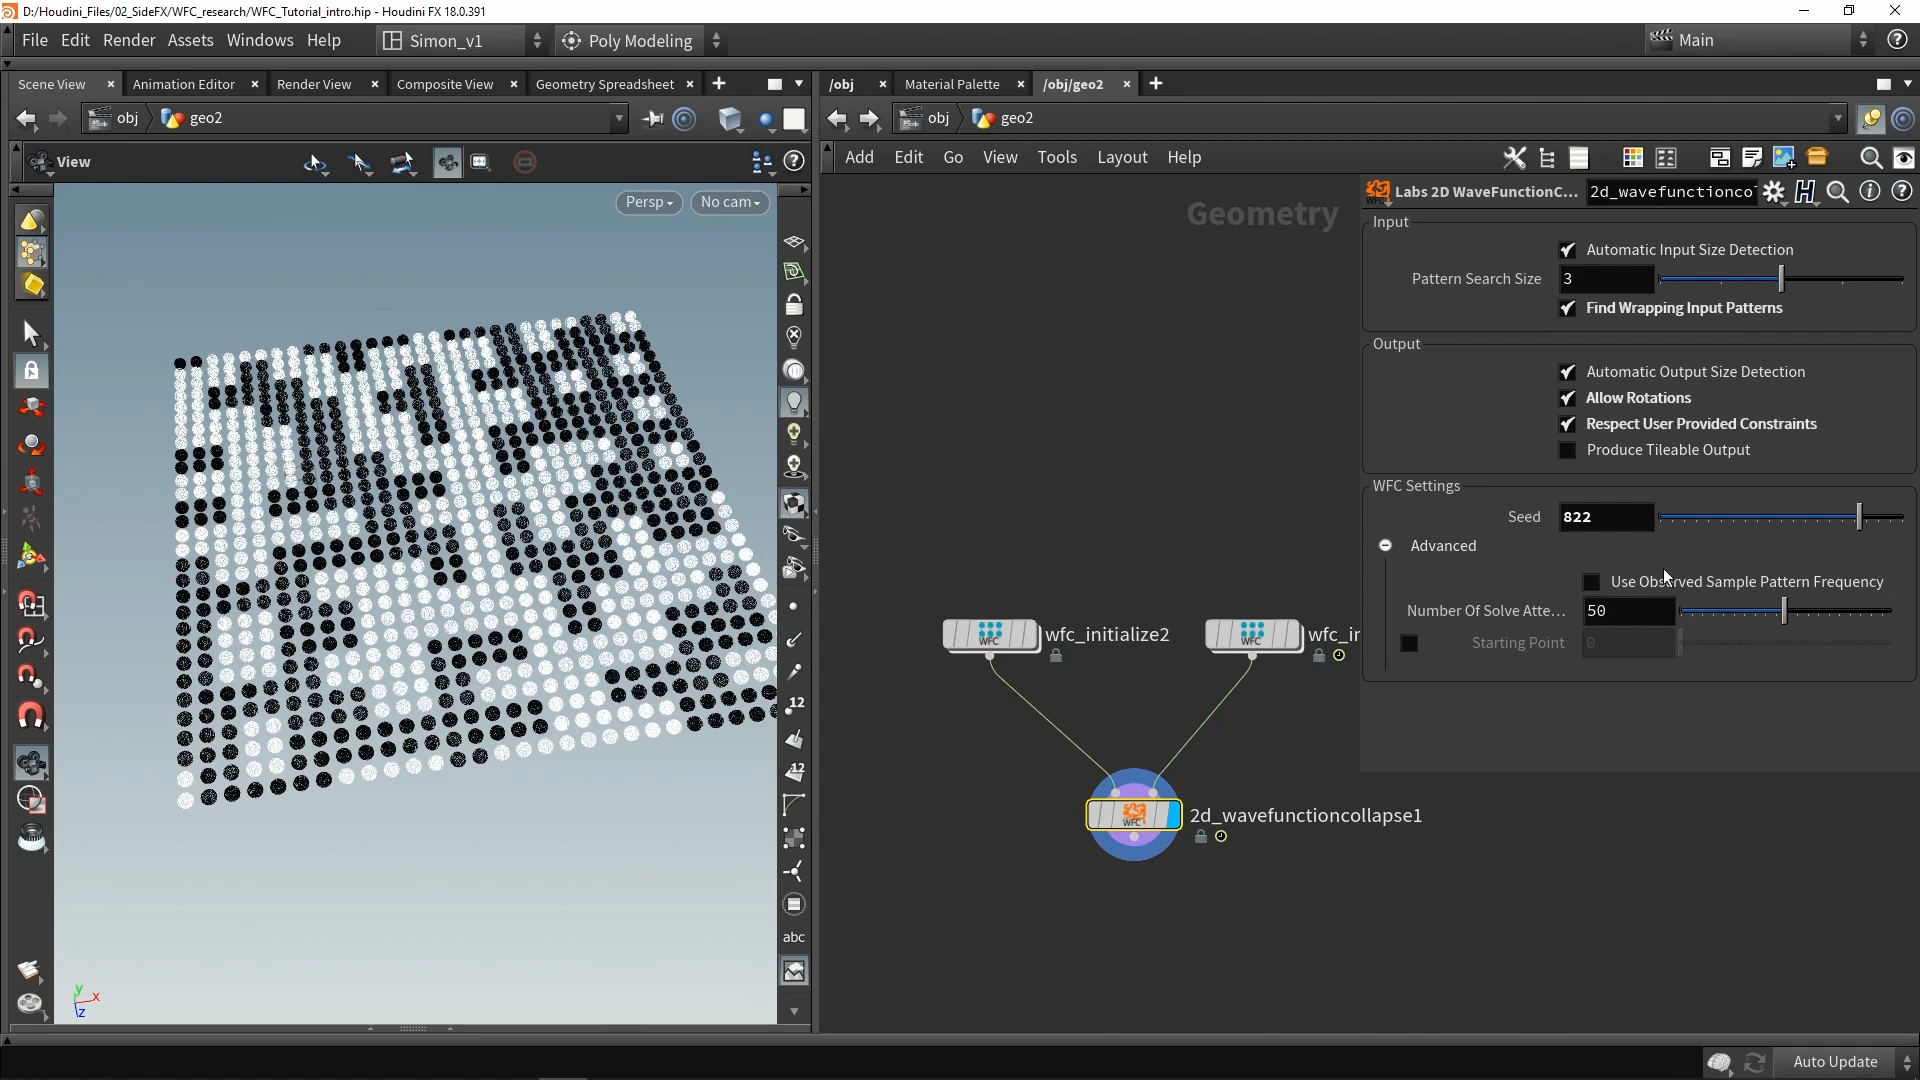 D:/Houdini_Files/02_SideFX/WFC_research/WFC_Tutorial_intro.hip - Houdini FX 18.0.391
File Edit Render Assets Windows Help Simon_v1 Poly Modeling Main
Scene View Animation Editor Render View Composite View Geometry Spreadsheet
/obj Material Palette /obj/geo2
obj geo2
obj geo2
View
Add Edit Go View Tools Layout Help
Persp No cam
Geometry
Labs 2D WaveFunctionC... 2d_wavefunctioncol
Input
Automatic Input Size Detection
Pattern Search Size 3
Find Wrapping Input Patterns
Output
Automatic Output Size Detection
Allow Rotations
Respect User Provided Constraints
Produce Tileable Output
WFC Settings
Seed 822
Advanced
Use Observed Sample Pattern Frequency
Number Of Solve Atte... 50
Starting Point 0
WFC wfc_initialize2
WFC wfc_ir
WFC 2d_wavefunctioncollapse1
12
12
abc
y
x
z
Auto Update